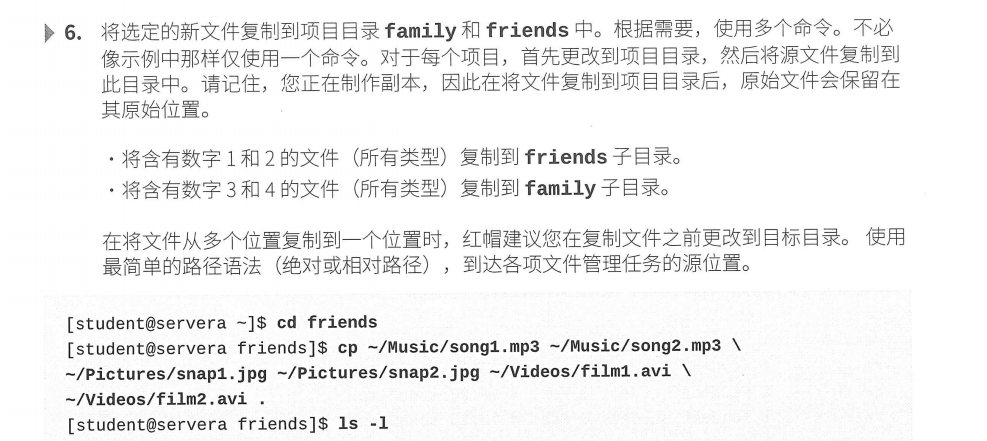 6. 将选定的新文件复制到项目目录 family 和 friends 中。根据需要，使用多个命令。不必
像示例中那样仅使用一个命令。对于每个项目，首先更改到项目目录，然后将源文件复制到
此目录中。请记住，您正在制作副本，因此在将文件复制到项目目录后，原始文件会保留在
其原始位置。
· 将含有数字 1 和 2 的文件（所有类型）复制到 friends 子目录。
· 将含有数字 3 和 4 的文件（所有类型）复制到 family 子目录。
在将文件从多个位置复制到一个位置时，红帽建议您在复制文件之前更改到目标目录。 使用
最简单的路径语法（绝对或相对路径），到达各项文件管理任务的源位置。
[student@servera ~]$ cd friends
[student@servera friends]$ cp ~/Music/song1.mp3 ~/Music/song2.mp3 \
~/Pictures/snap1.jpg ~/Pictures/snap2.jpg ~/Videos/film1.avi \
~/Videos/film2.avi .
[student@servera friends]$ ls -l